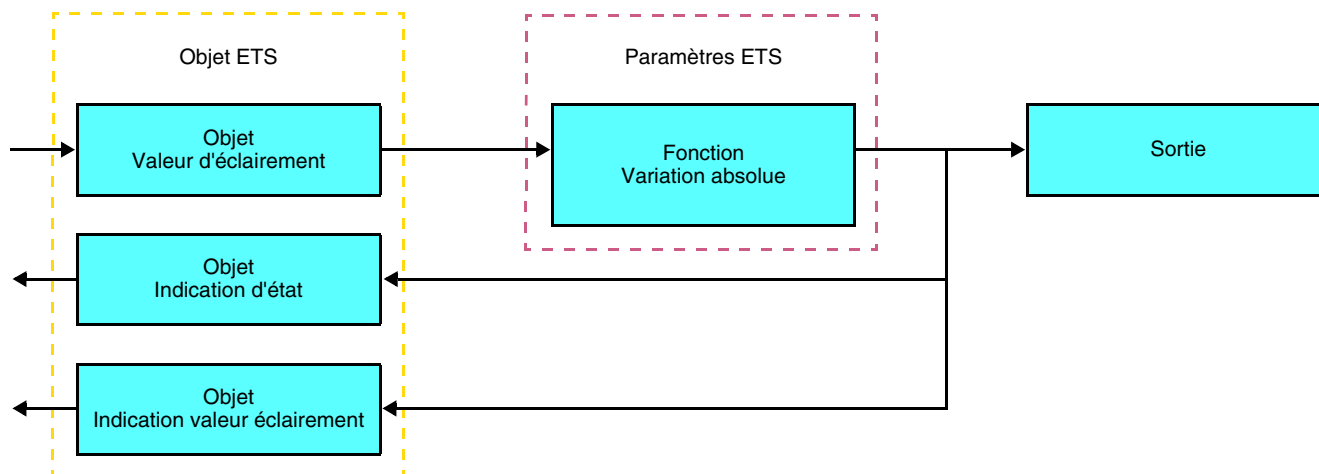 Objet ETS
Paramètres ETS
Objet
Valeur d'éclairement
Fonction
Variation absolue
Sortie
Objet
Indication d'état
Objet
Indication valeur éclairement